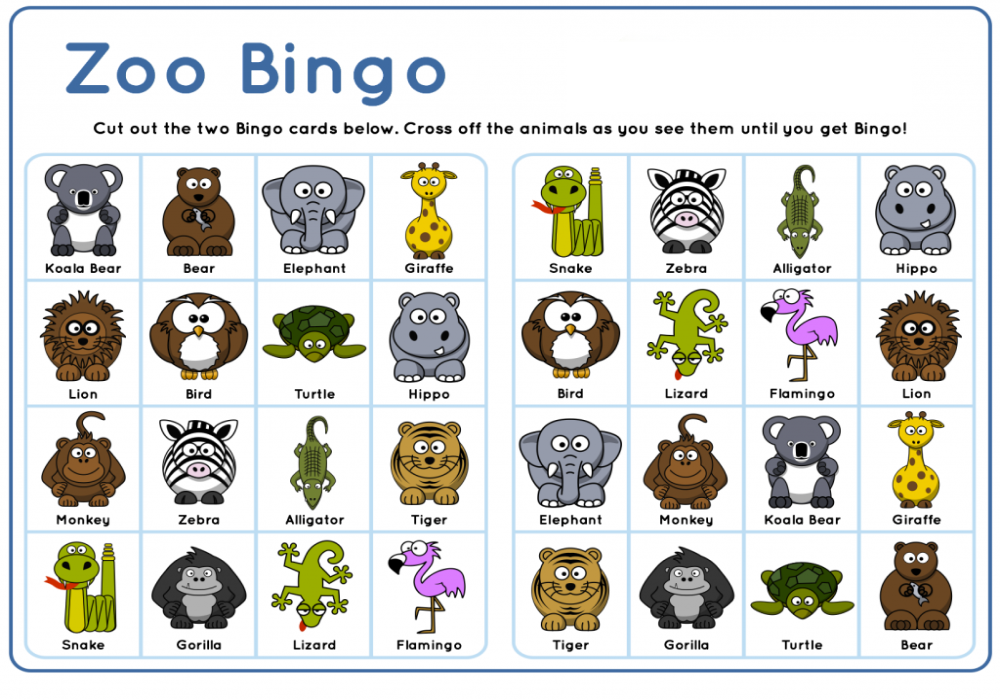 Zoo Bingo
Cut out the two Bingo cards below. Cross off the animals as you see them until you get Bingo!
Koala Bear
Bear
Elephant
Giraffe
Lion
Bird
Turtle
Hippo
Monkey
Zebra
Alligator
Tiger
Snake
Gorilla
Lizard
Flamingo
Snake
Zebra
Alligator
Hippo
Bird
Lizard
Flamingo
Lion
Elephant
Monkey
Koala Bear
Giraffe
Tiger
Gorilla
Turtle
Bear